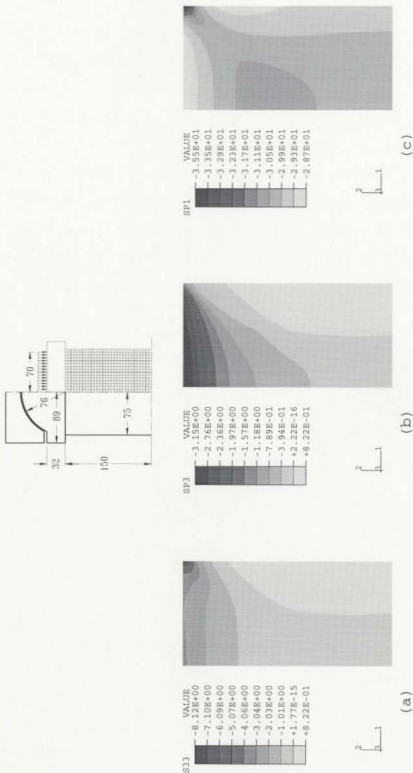 SP1 VALUE
-3.55E+01
-3.35E+01
-3.29E+01
-3.23E+01
-3.17E+01
-3.11E+01
-3.05E+01
-2.99E+01
-2.93E+01
-2.87E+01
2
3 1
(c)
70
76
89
75
32
150
SP3 VALUE
-3.15E+00
-2.76E+00
-2.36E+00
-1.97E+00
-1.57E+00
-1.18E+00
-7.89E-01
-3.94E-01
+2.22E-16
+8.22E-01
2
3 1
(b)
S33 VALUE
-8.12E+00
-7.10E+00
-6.09E+00
-5.07E+00
-4.06E+00
-3.04E+00
-2.03E+00
-1.01E+00
+1.77E-15
+8.22E-01
2
3 1
(a)